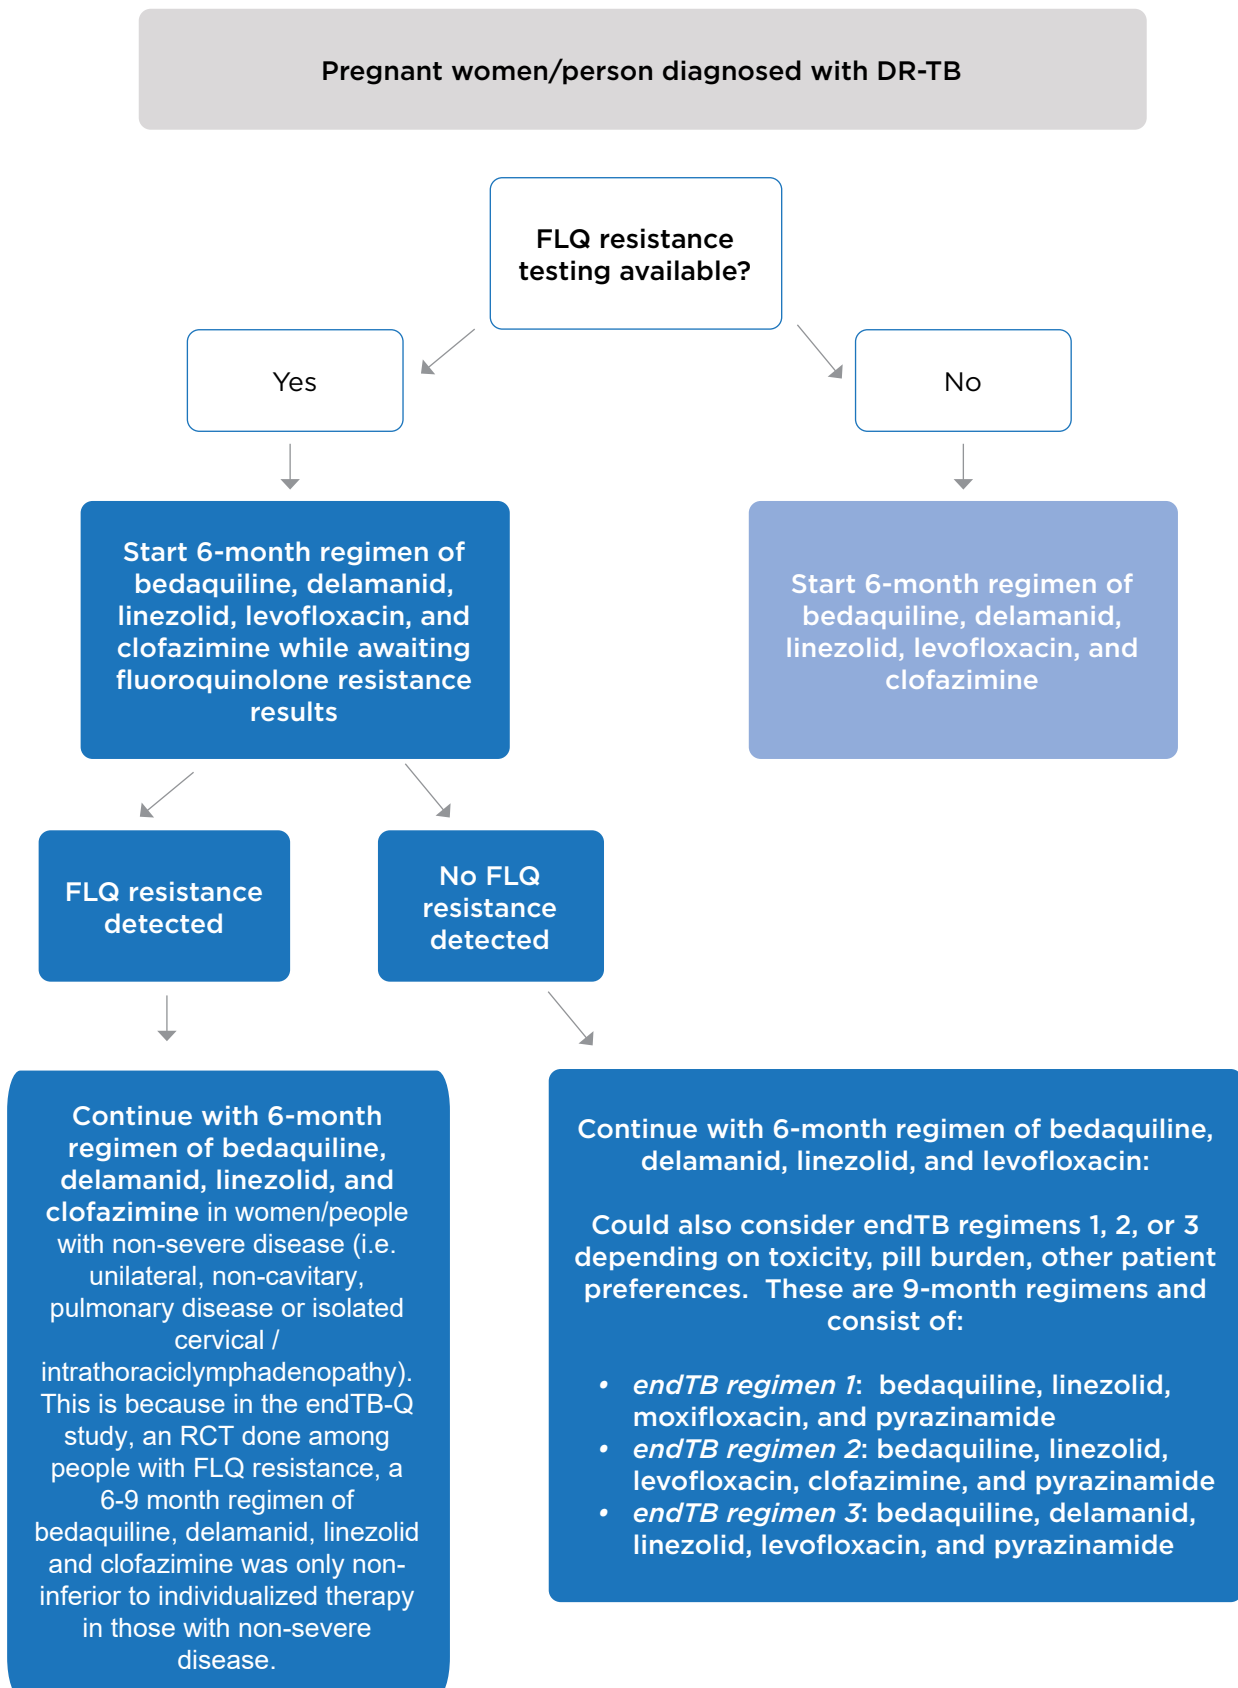 Pregnant women/person diagnosed with DR-TB
FLQ resistance
testing available?
Yes
No
Start 6-month regimen of
bedaquiline, delamanid,
linezolid, levofloxacin, and
clofazimine while awaiting
fluoroquinolone resistance
results
Start 6-month regimen of
bedaquiline, delamanid,
linezolid, levofloxacin, and
clofazimine
FLQ resistance
detected
No FLQ
resistance
detected
Continue with 6-month
regimen of bedaquiline,
delamanid, linezolid, and
clofazimine in women/people
with non-severe disease (i.e.
unilateral, non-cavitary,
pulmonary disease or isolated
cervical /
intrathoraciclymphadenopathy).
This is because in the endTB-Q
study, an RCT done among
people with FLQ resistance, a
6-9 month regimen of
bedaquiline, delamanid, linezolid
and clofazimine was only non-
inferior to individualized therapy
in those with non-severe
disease.
Continue with 6-month regimen of bedaquiline,
delamanid, linezolid, and levofloxacin:
Could also consider endTB regimens 1, 2, or 3
depending on toxicity, pill burden, other patient
preferences. These are 9-month regimens and
consist of:
• endTB regimen 1: bedaquiline, linezolid,
moxifloxacin, and pyrazinamide
• endTB regimen 2: bedaquiline, linezolid,
levofloxacin, clofazimine, and pyrazinamide
• endTB regimen 3: bedaquiline, delamanid,
linezolid, levofloxacin, and pyrazinamide